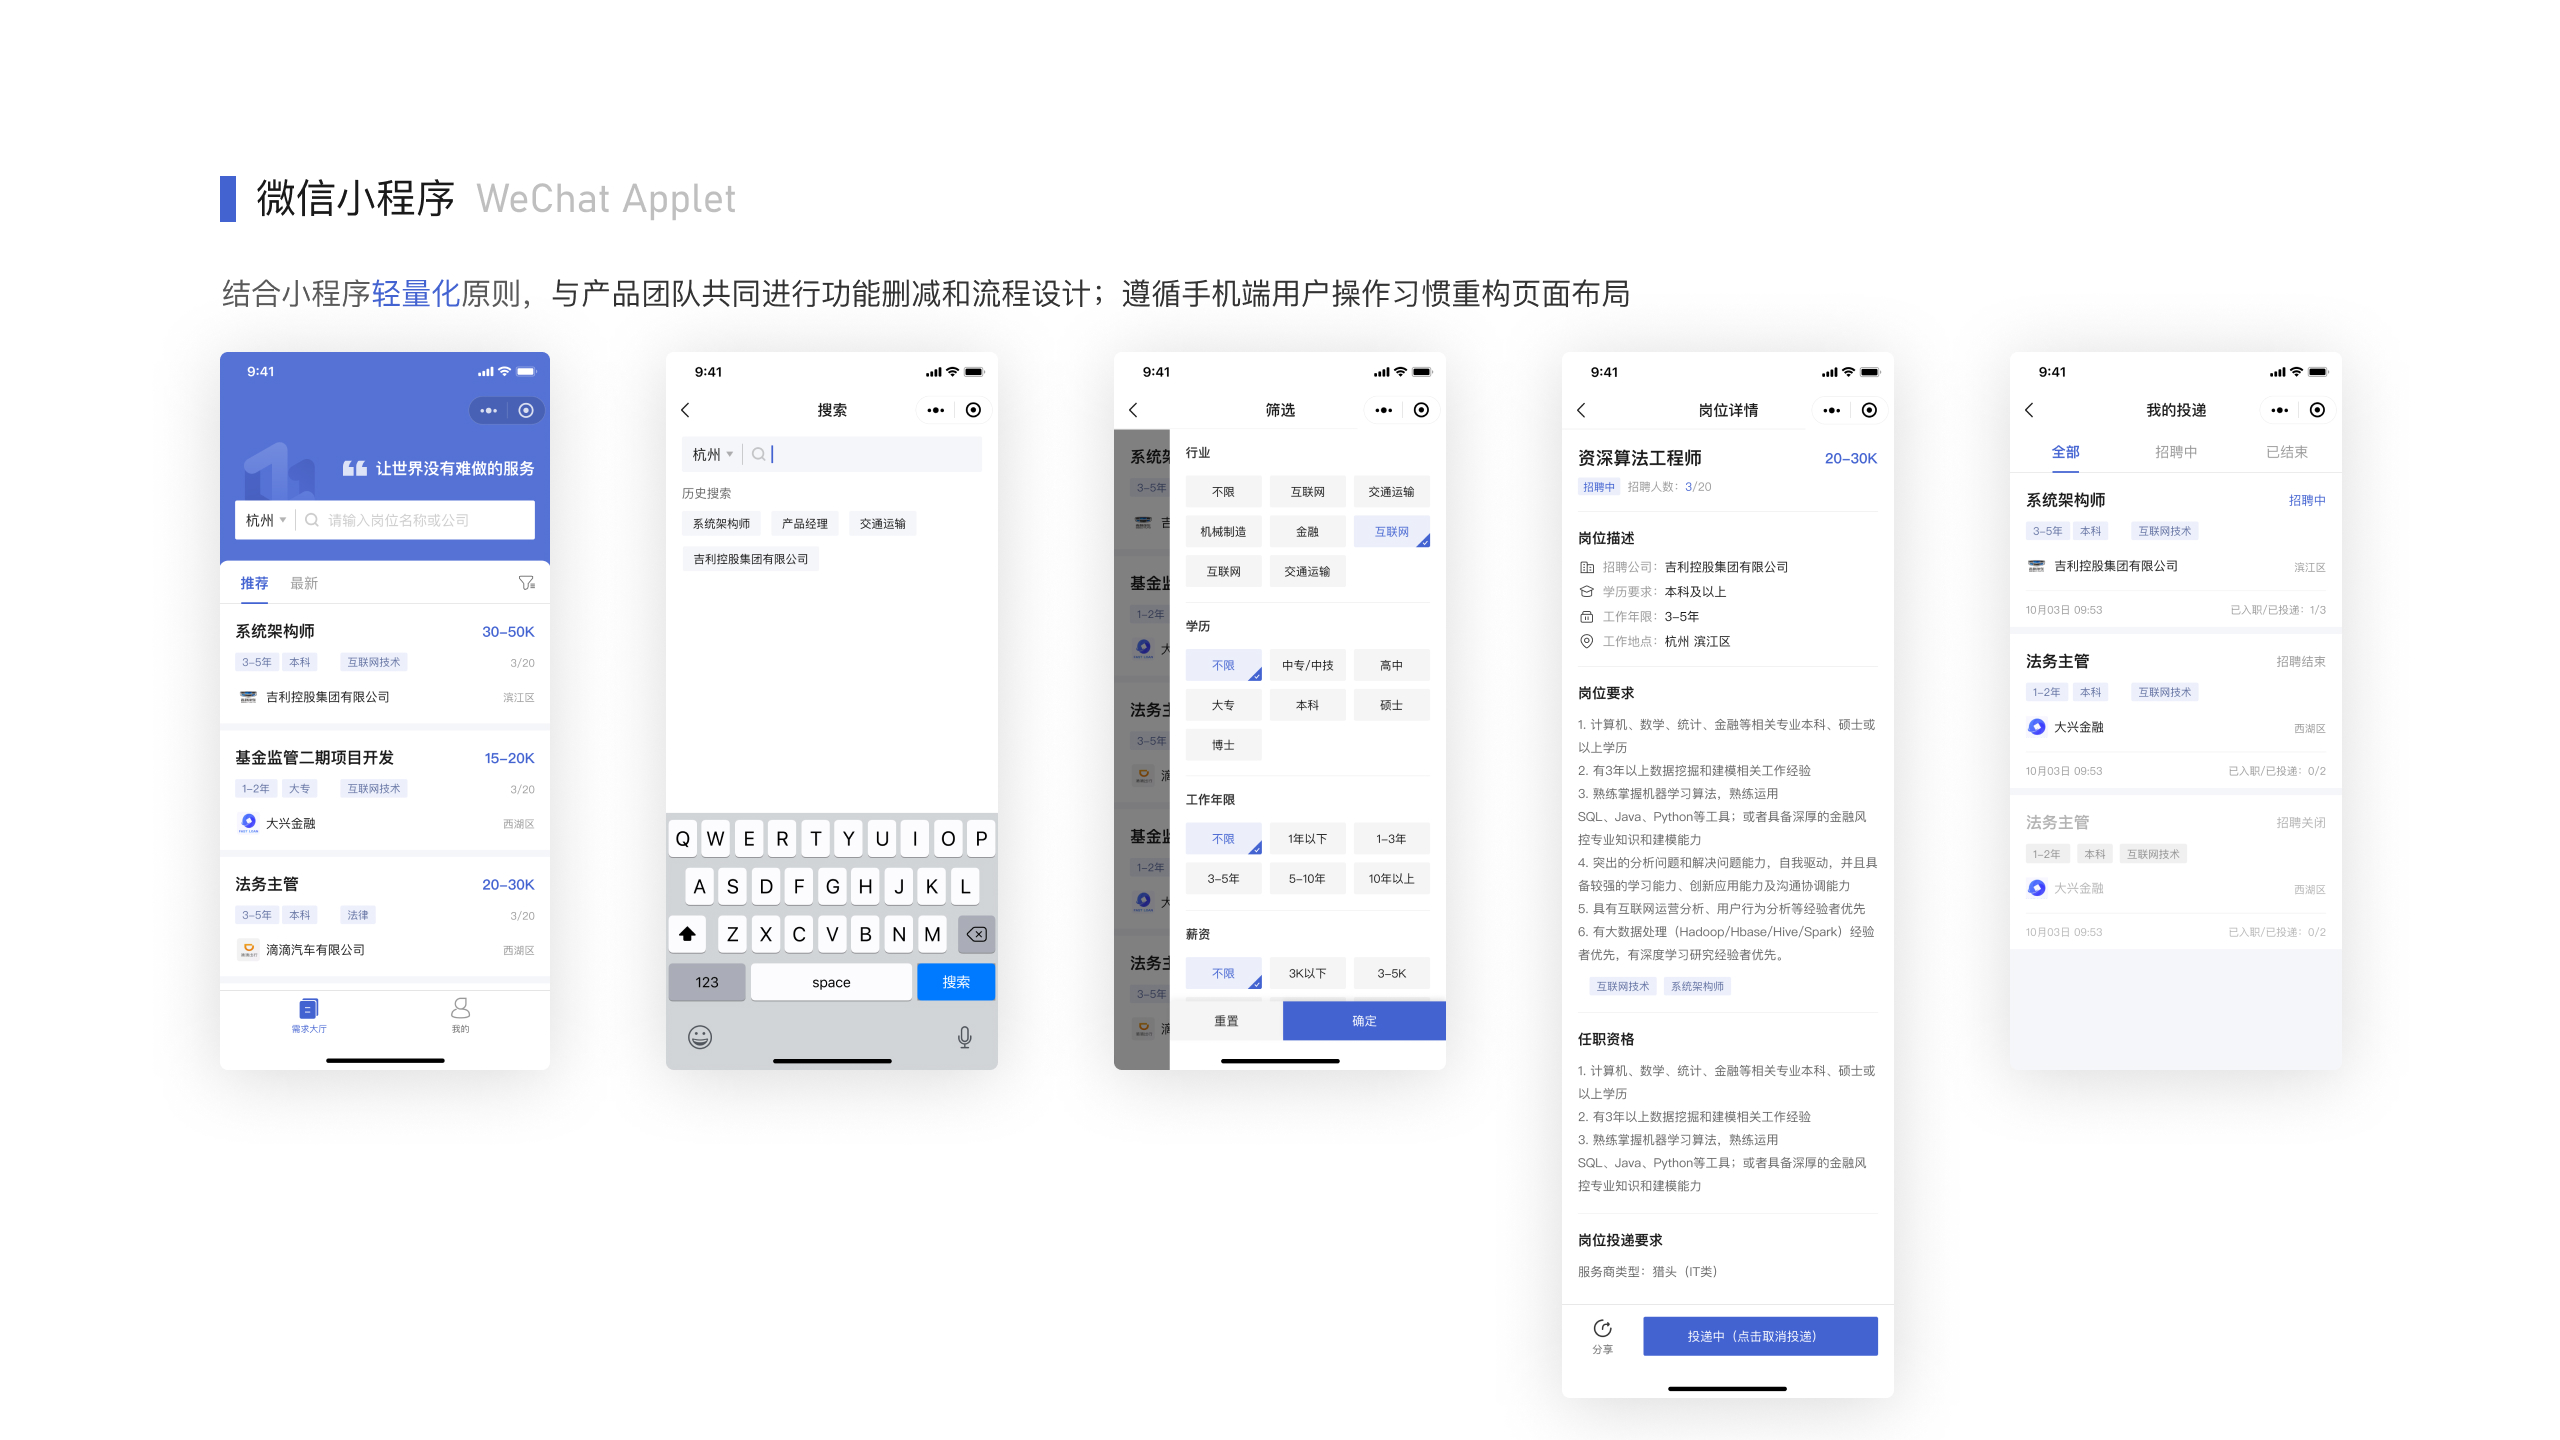 微信小程序 WeChat Applet
结合小程序轻量化原则，与产品团队共同进行功能删减和流程设计；遵循手机端用户操作习惯重构页面布局
9:41
让世界没有难做的服务
杭州 请输入岗位名称或公司
推荐 最新
系统架构师 30-50K
3-5年 本科 互联网技术 3/20
吉利控股集团有限公司 滨江区
基金监管二期项目开发 15-20K
1-2年 大专 互联网技术 3/20
大兴金融 西湖区
法务主管 20-30K
3-5年 本科 法律 3/20
滴滴汽车有限公司 西湖区
需求大厅 我的
9:41
搜索
杭州
历史搜索
系统架构师 产品经理 交通运输
吉利控股集团有限公司
Q W E R T Y U I O P
A S D F G H J K L
Z X C V B N M
123 space 搜索
9:41
筛选
系统架
3-5年
吉
基金监
1-2年
大
法务主
3-5年
滴
基金监
1-2年
大
法务主
3-5年
滴
行业
不限 互联网 交通运输
机械制造 金融 互联网
互联网 交通运输
学历
不限 中专/中技 高中
大专 本科 硕士
博士
工作年限
不限 1年以下 1-3年
3-5年 5-10年 10年以上
薪资
不限 3K以下 3-5K
重置 确定
9:41
岗位详情
资深算法工程师 20-30K
招聘中 招聘人数：3/20
岗位描述
招聘公司：吉利控股集团有限公司
学历要求：本科及以上
工作年限：3-5年
工作地点：杭州 滨江区
岗位要求
1. 计算机、数学、统计、金融等相关专业本科、硕士或
以上学历
2. 有3年以上数据挖掘和建模相关工作经验
3. 熟练掌握机器学习算法，熟练运用
SQL、Java、Python等工具；或者具备深厚的金融风
控专业知识和建模能力
4. 突出的分析问题和解决问题能力，自我驱动，并且具
备较强的学习能力、创新应用能力及沟通协调能力
5. 具有互联网运营分析、用户行为分析等经验者优先
6. 有大数据处理（Hadoop/Hbase/Hive/Spark）经验
者优先，有深度学习研究经验者优先。
互联网技术 系统架构师
任职资格
1. 计算机、数学、统计、金融等相关专业本科、硕士或
以上学历
2. 有3年以上数据挖掘和建模相关工作经验
3. 熟练掌握机器学习算法，熟练运用
SQL、Java、Python等工具；或者具备深厚的金融风
控专业知识和建模能力
岗位投递要求
服务商类型：猎头（IT类）
分享 投递中（点击取消投递）
9:41
我的投递
全部 招聘中 已结束
系统架构师 招聘中
3-5年 本科 互联网技术
吉利控股集团有限公司 滨江区
10月03日 09:53 已入职/已投递：1/3
法务主管 招聘结束
1-2年 本科 互联网技术
大兴金融 西湖区
10月03日 09:53 已入职/已投递：0/2
法务主管 招聘关闭
1-2年 本科 互联网技术
大兴金融 西湖区
10月03日 09:53 已入职/已投递：0/2